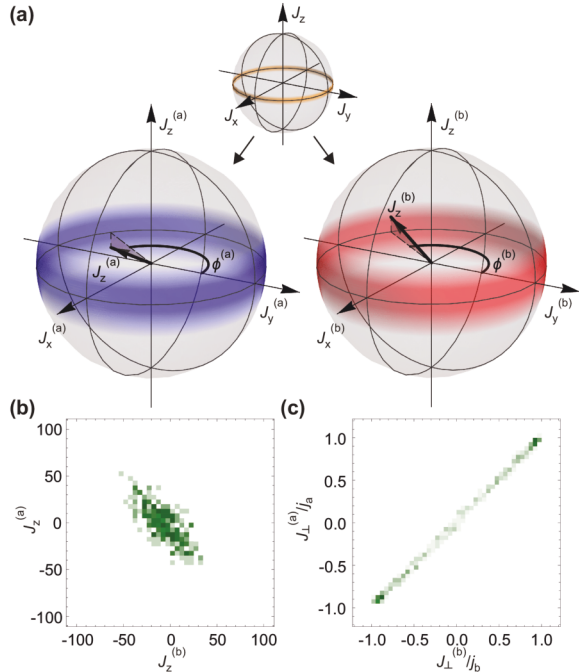 (a)
J_z
J_x
J_y
J_z^(a)
J_z^(b)
J_z^(a)
ϕ^(a)
J_x^(a)
J_y^(a)
J_z^(b)
ϕ^(b)
J_x^(b)
J_y^(b)
(b)
100
50
0
-50
-100
J_z^(a)
-100 -50 0 50 100
J_z^(b)
(c)
1.0
0.5
0.0
-0.5
-1.0
J_⊥^(a)/j_a
-1.0 -0.5 0.0 0.5 1.0
J_⊥^(b)/j_b